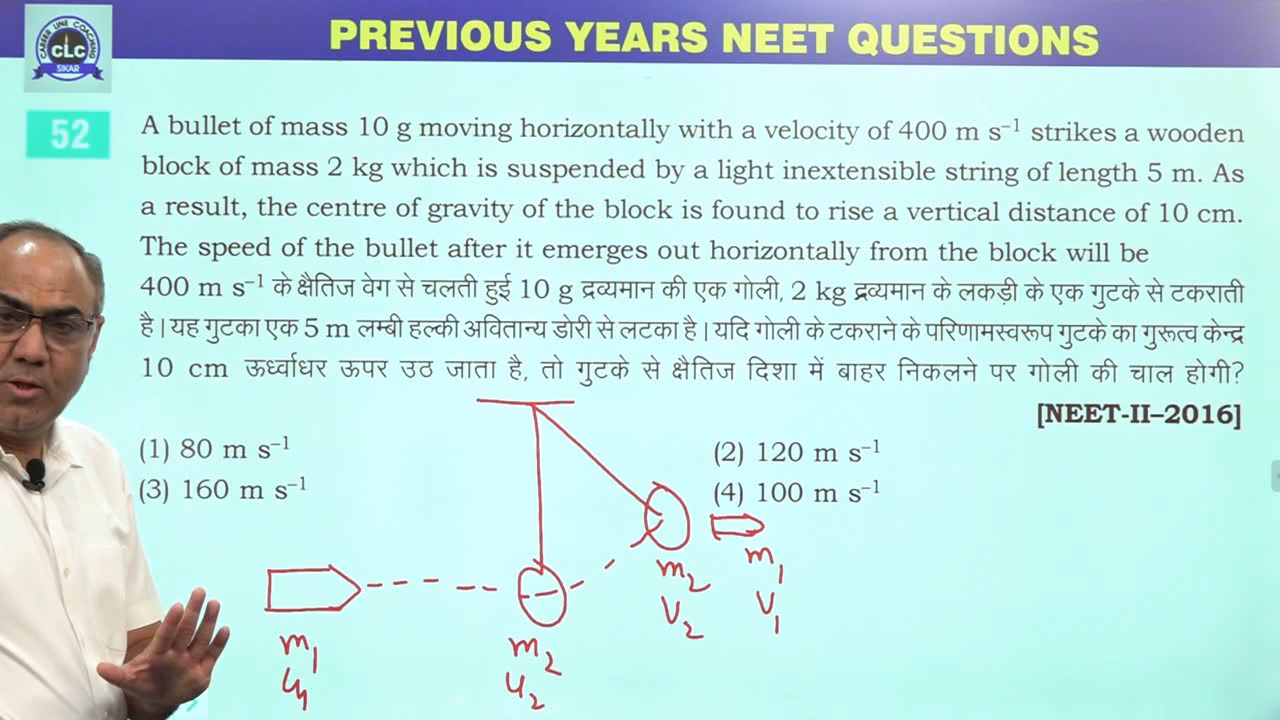 PREVIOUS YEARS NEET QUESTIONS
CAREER LINE COACHING
CLC
SIKAR
52
A bullet of mass 10 g moving horizontally with a velocity of 400 m s⁻¹ strikes a wooden
block of mass 2 kg which is suspended by a light inextensible string of length 5 m. As
a result, the centre of gravity of the block is found to rise a vertical distance of 10 cm.
The speed of the bullet after it emerges out horizontally from the block will be
400 m s⁻¹ के क्षैतिज वेग से चलती हुई 10 g द्रव्यमान की एक गोली, 2 kg द्रव्यमान के लकड़ी के एक गुटके से टकराती
है। यह गुटका एक 5 m लम्बी हल्की अवितान्य डोरी से लटका है। यदि गोली के टकराने के परिणामस्वरूप गुटके का गुरूत्व केन्द्र
10 cm ऊर्ध्वाधर ऊपर उठ जाता है, तो गुटके से क्षैतिज दिशा में बाहर निकलने पर गोली की चाल होगी?
[NEET-II–2016]
(1) 80 m s⁻¹ (2) 120 m s⁻¹
(3) 160 m s⁻¹ (4) 100 m s⁻¹
m₂ m₁
V₂ V₁
m₁ m₂
u₁ u₂